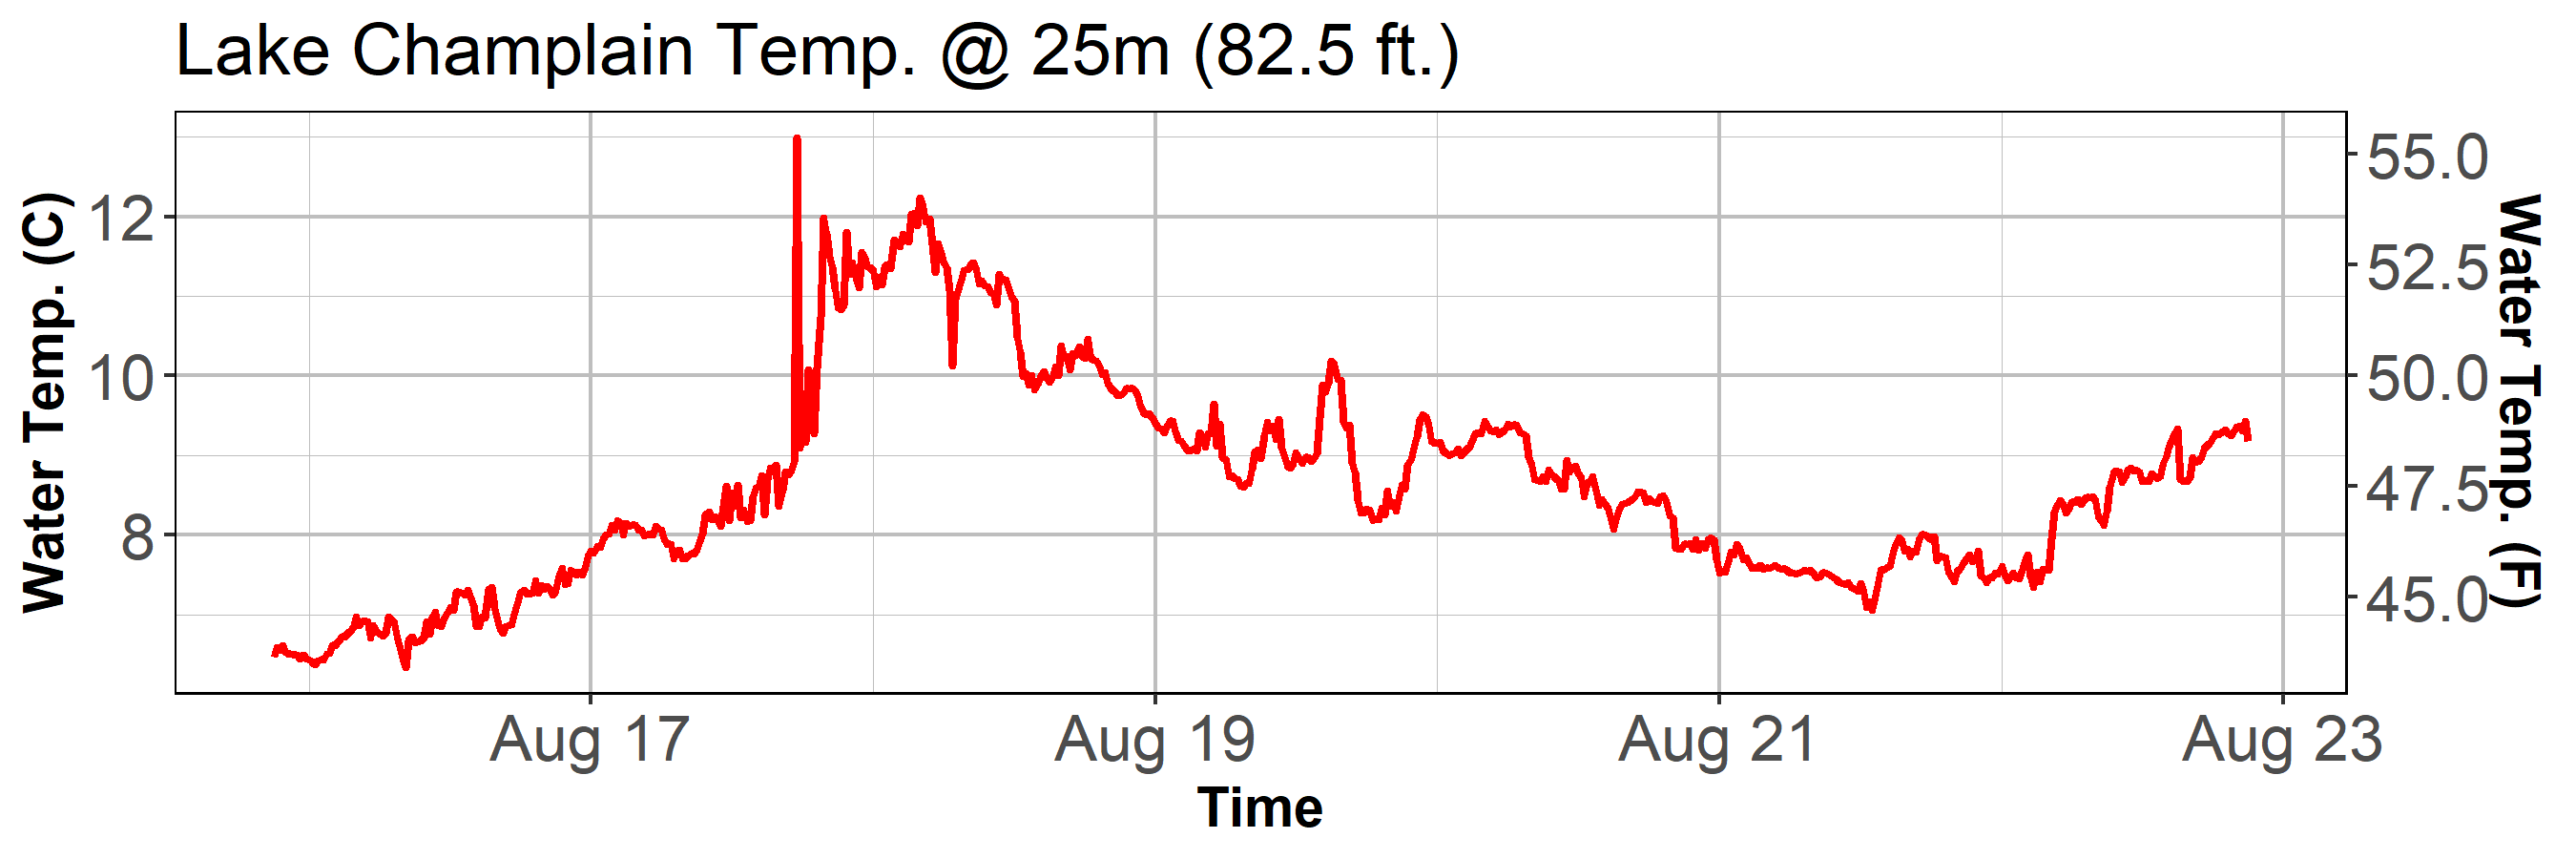 Lake Champlain Temp. @ 25m (82.5 ft.)
Water Temp. (C)
12
10
8
55.0
52.5
50.0
47.5
45.0
Water Temp. (F)
Aug 17
Aug 19
Aug 21
Aug 23
Time